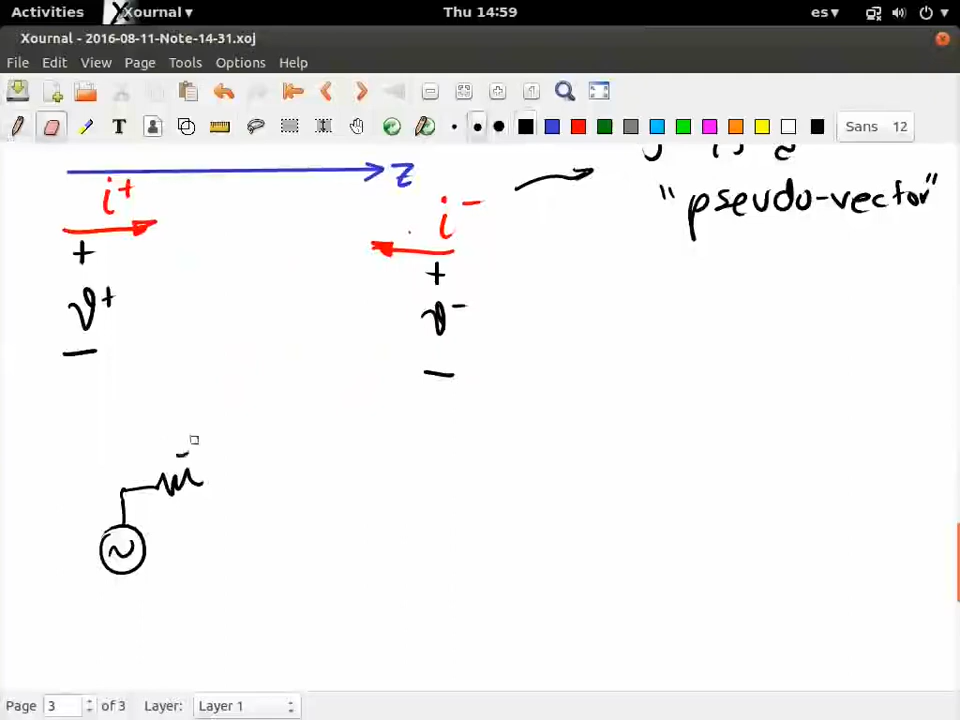 Activities
Xournal ▾
Thu 14:59
es ▾
Xournal - 2016-08-11-Note-14-31.xoj
File Edit View Page Tools Options Help
Sans 12
z
i+
i-
"pseudo-vector"
+
+
v+
v-
-
-
~
Page 3 of 3 Layer: Layer 1